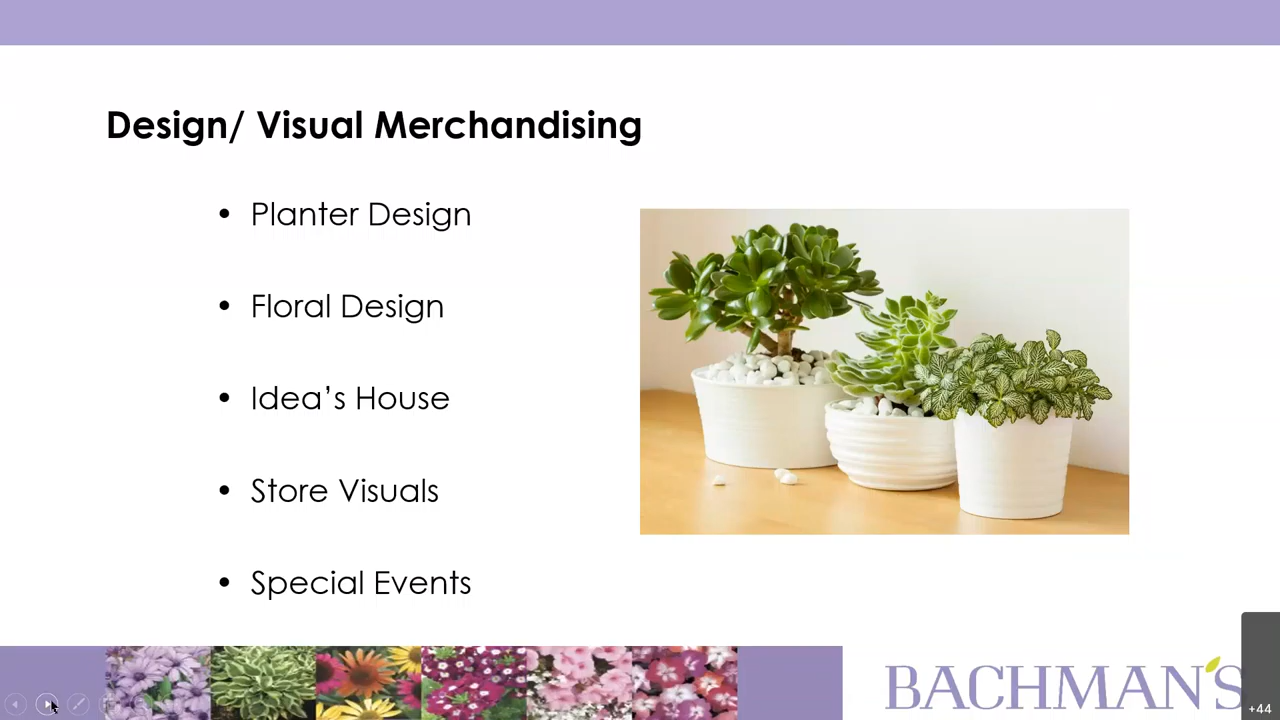 Design/ Visual Merchandising
• Planter Design
• Floral Design
• Idea’s House
• Store Visuals
• Special Events
BACHMAN'S
+44